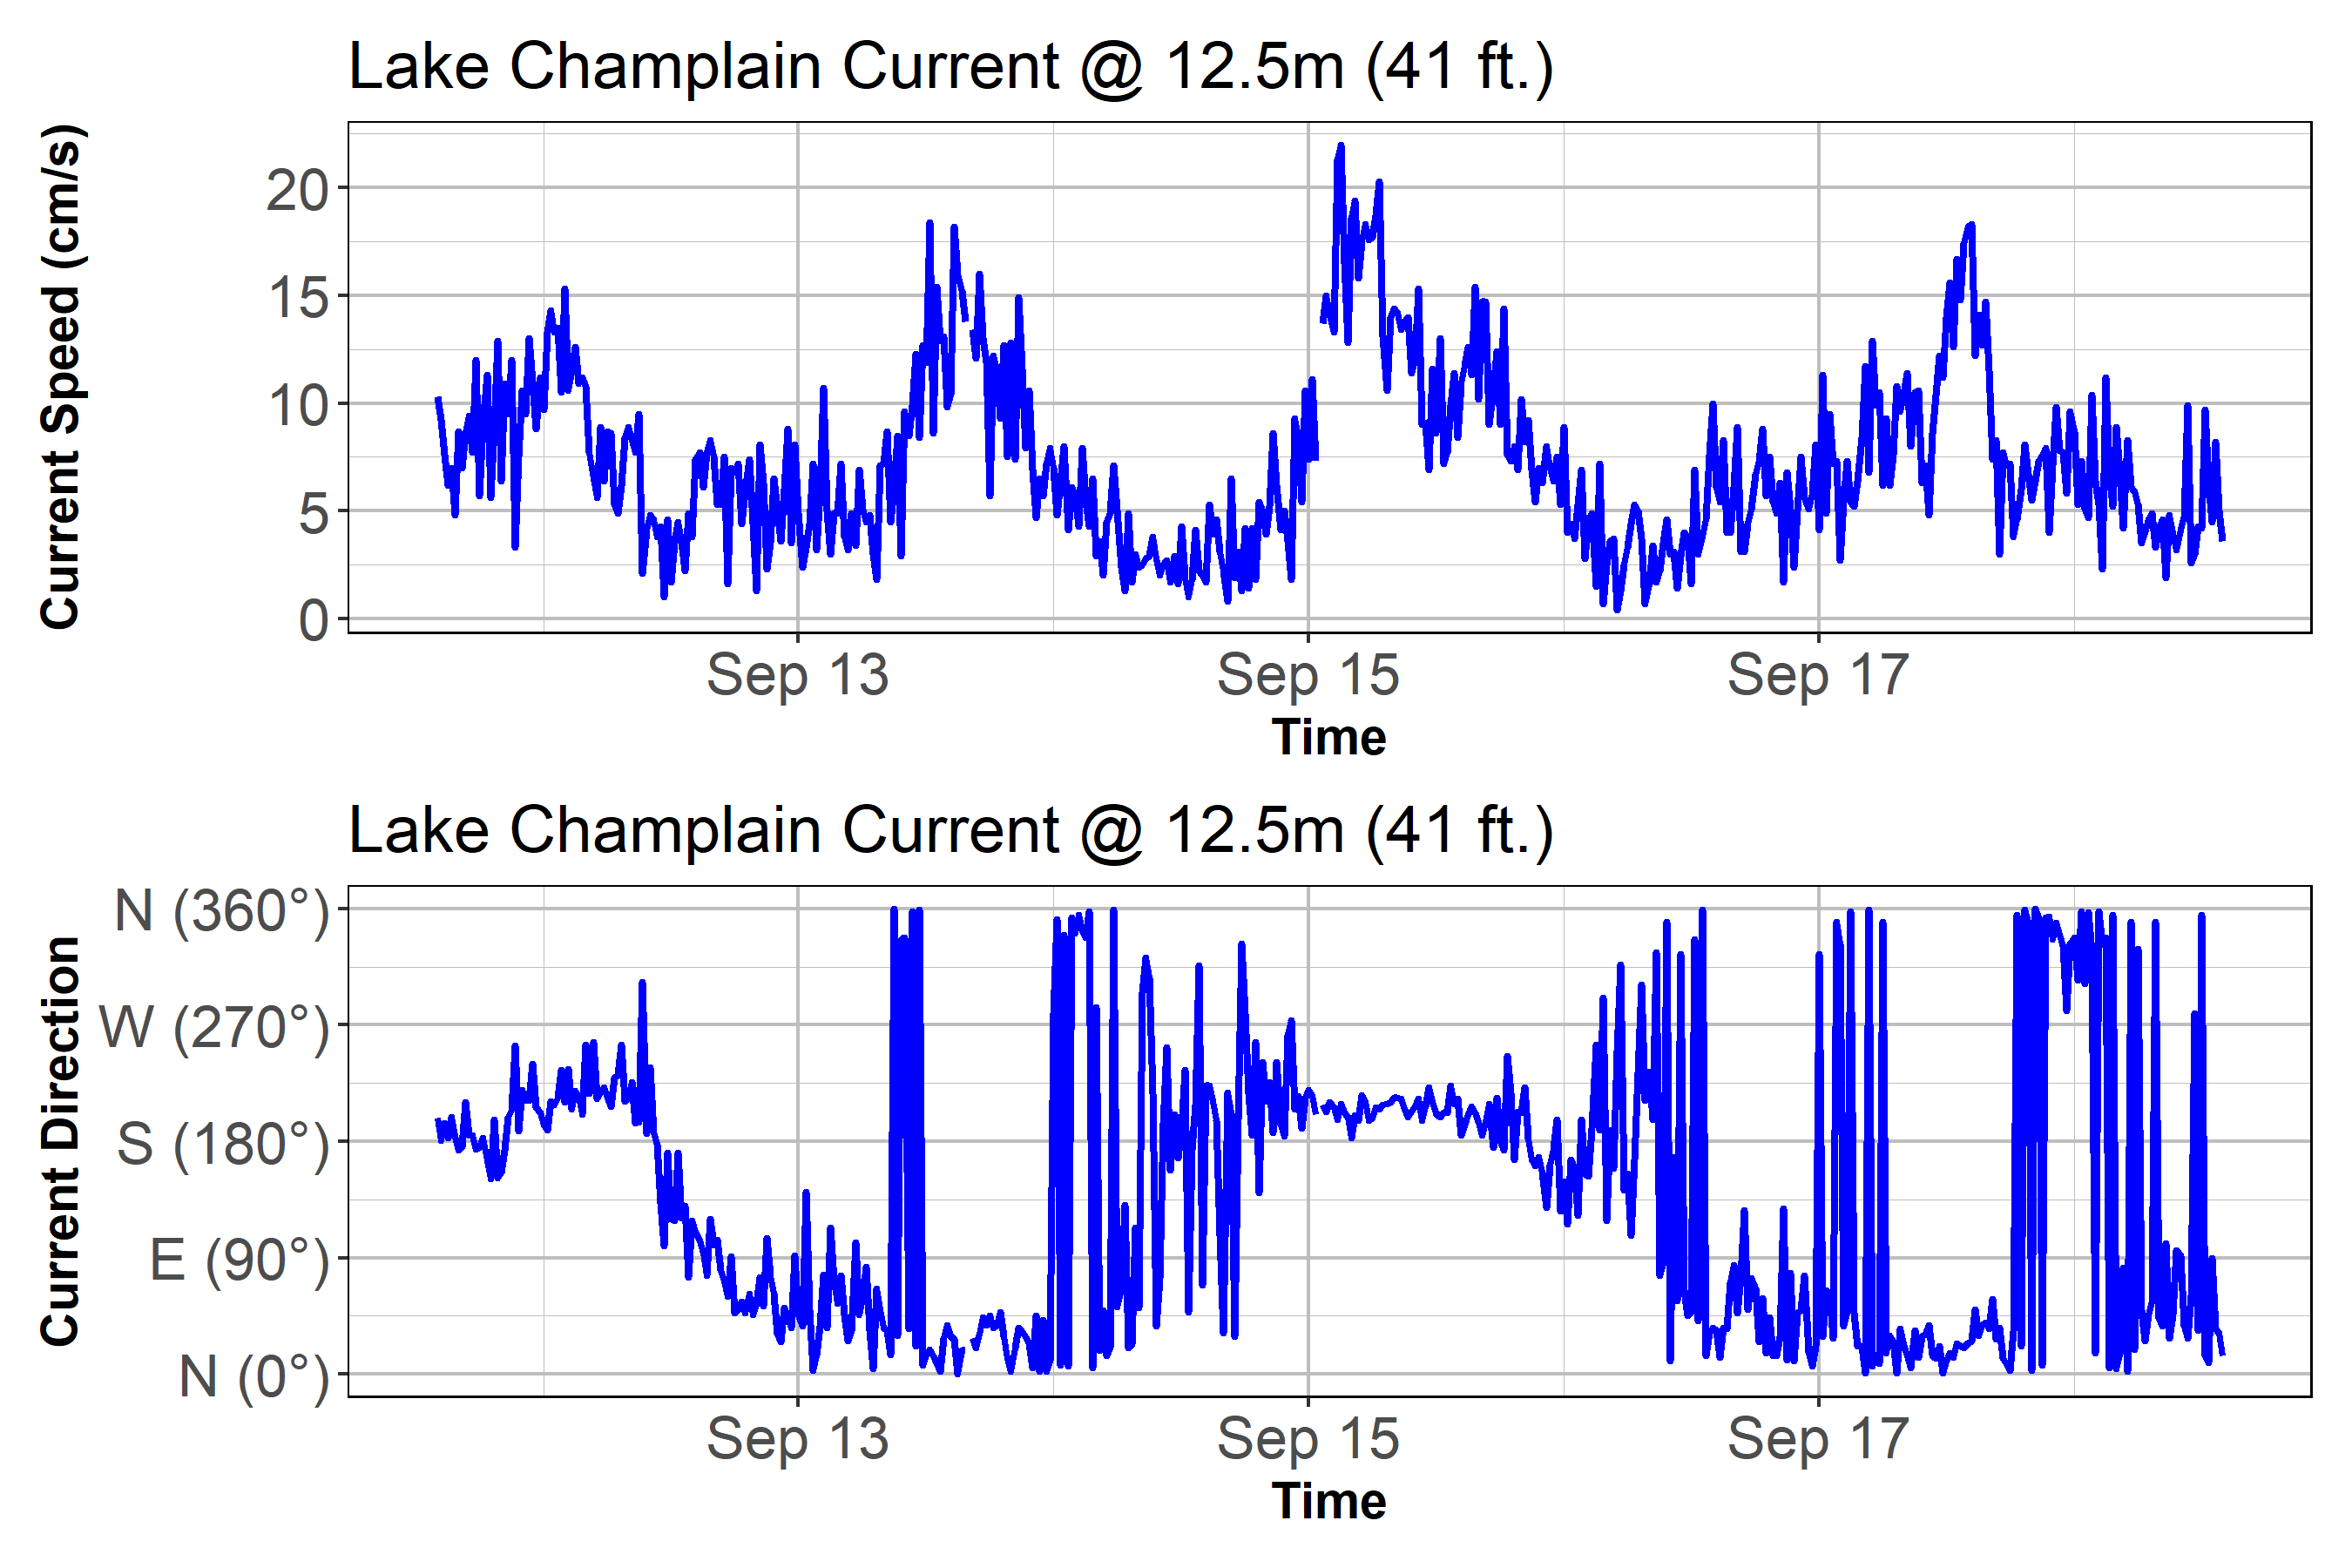 Lake Champlain Current @ 12.5m (41 ft.)
Current Speed (cm/s)
20
15
10
5
0
Sep 13 Sep 15 Sep 17
Time
Lake Champlain Current @ 12.5m (41 ft.)
Current Direction
N (360°)
W (270°)
S (180°)
E (90°)
N (0°)
Sep 13 Sep 15 Sep 17
Time